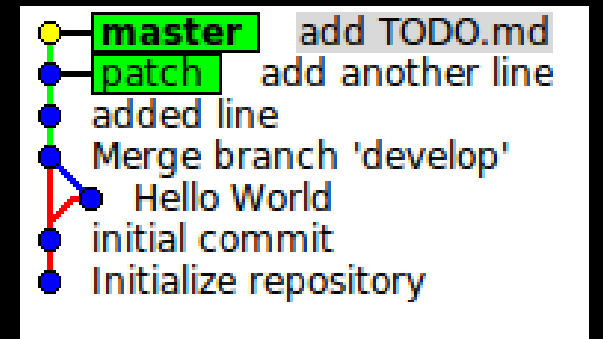 master add TODO.md
patch add another line
added line
Merge branch 'develop'
Hello World
initial commit
Initialize repository